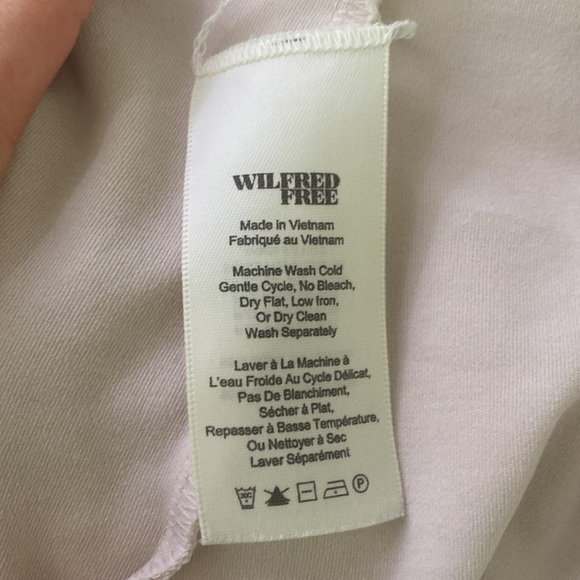 WILFRED
FREE
Made in Vietnam
Fabriqué au Vietnam
Machine Wash Cold
Gentle Cycle, No Bleach,
Dry Flat, Low Iron,
Or Dry Clean
Wash Separately
Laver à La Machine à
L'eau Froide Au Cycle Délicat,
Pas De Blanchiment,
Sécher à Plat,
Repasser à Basse Température,
Ou Nettoyer à Sec
Laver Séparément
30C P